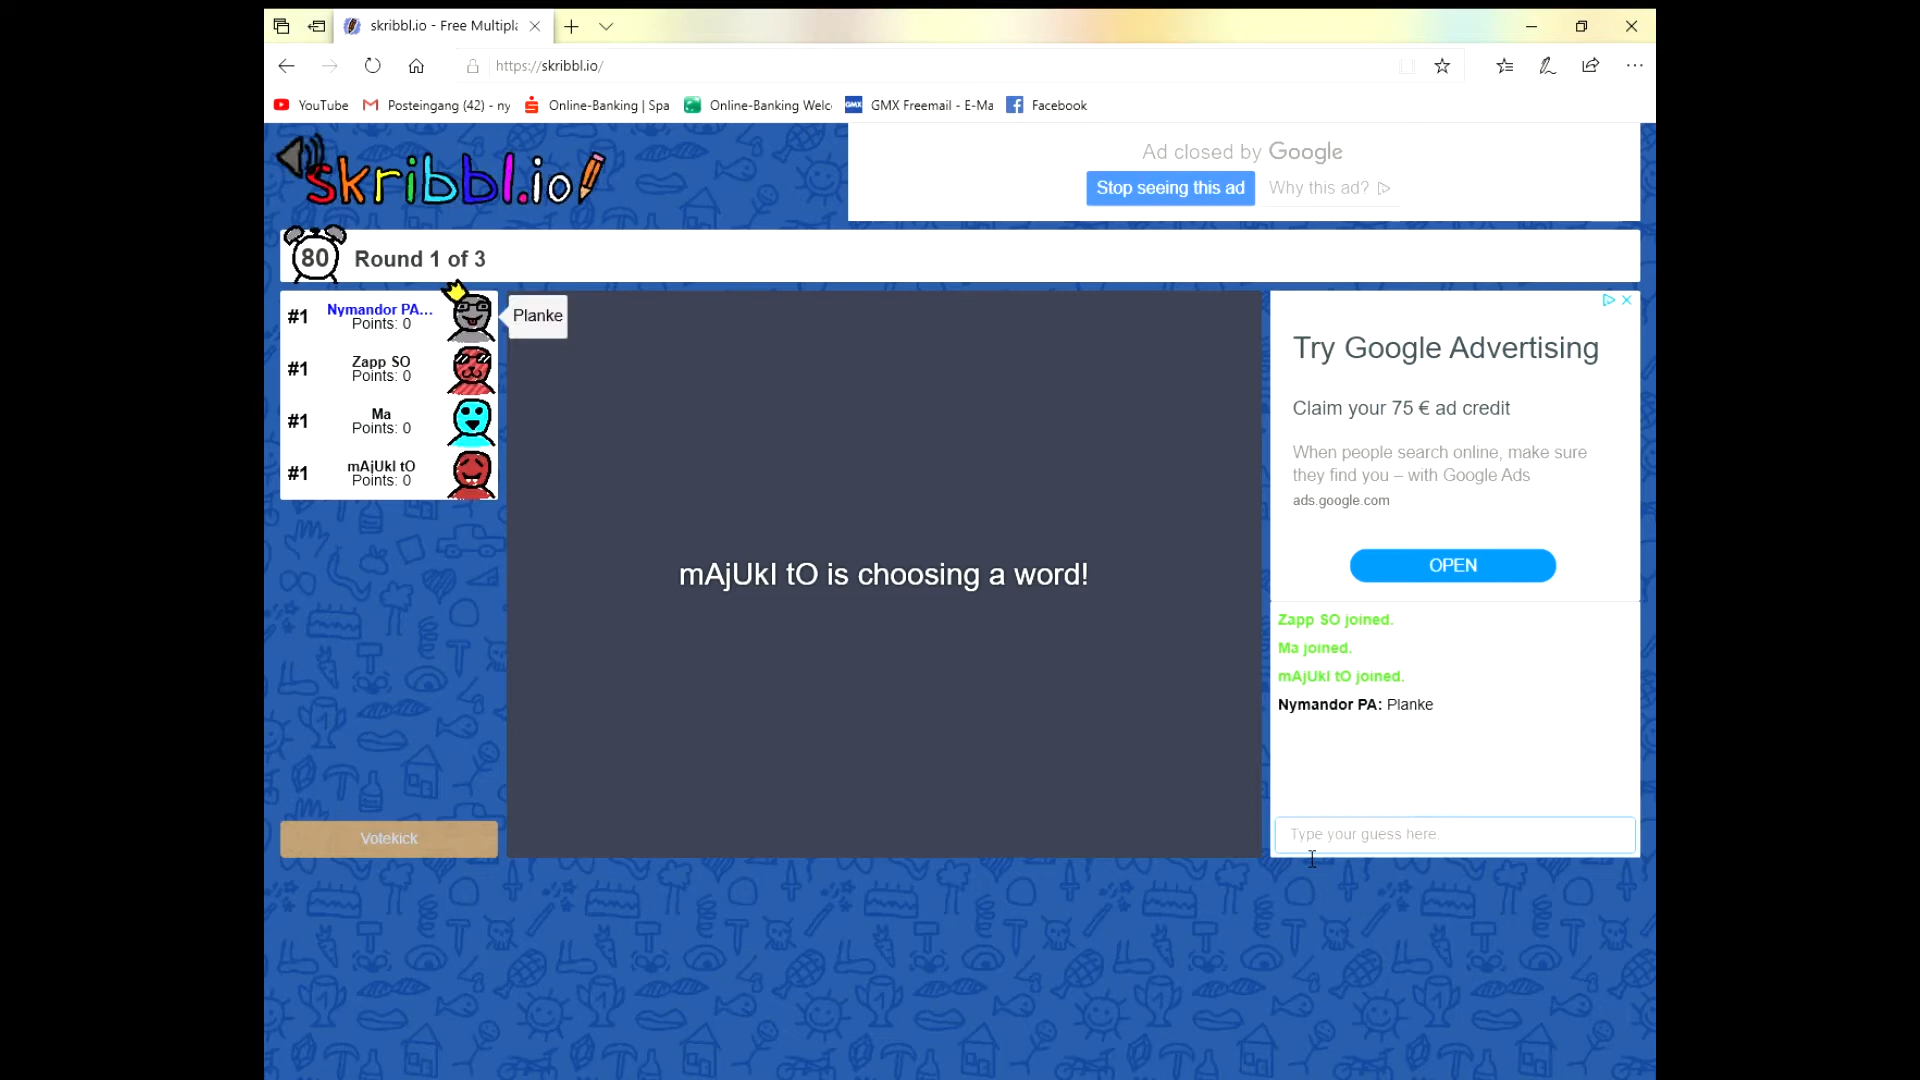 skribbl.io - Free Multipla
https://skribbl.io/
YouTube
Posteingang (42) - ny
Online-Banking | Spa
Online-Banking Welc
GMX
GMX Freemail - E-Ma
Facebook
skribbl.io
Ad closed by Google
Stop seeing this ad
Why this ad?
80
Round 1 of 3
#1
Nymandor PA...
Points: 0
Planke
#1
Zapp SO
Points: 0
#1
Ma
Points: 0
#1
mAjUkI tO
Points: 0
mAjUkI tO is choosing a word!
Try Google Advertising
Claim your 75 € ad credit
When people search online, make sure
they find you – with Google Ads
ads.google.com
OPEN
Zapp SO joined.
Ma joined.
mAjUkI tO joined.
Nymandor PA: Planke
Votekick
Type your guess here.